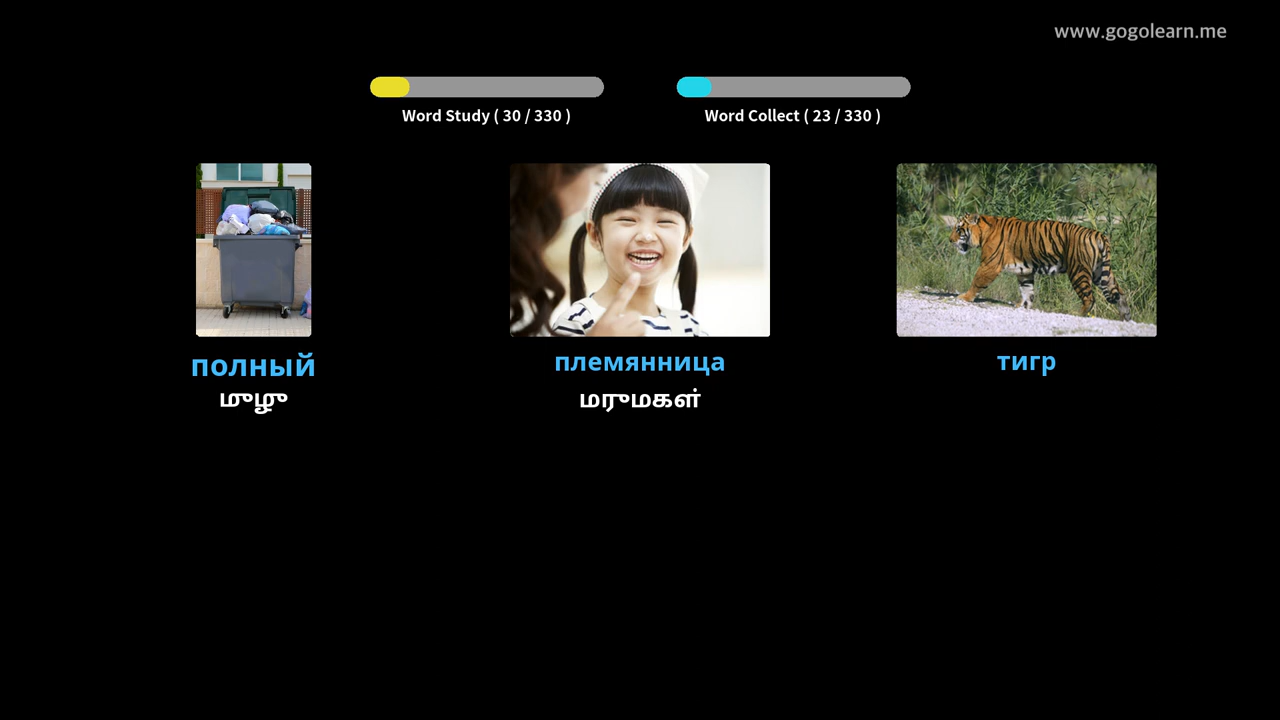 www.gogolearn.me
Word Study ( 30 / 330 )
Word Collect ( 23 / 330 )
полный
முழு
племянница
மருமகள்
тигр